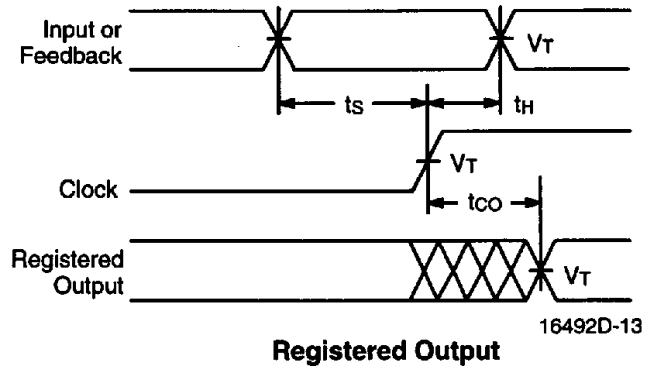 Input or
Feedback
VT
tS
tH
Clock
VT
tCO
Registered
Output
VT
16492D-13
Registered Output